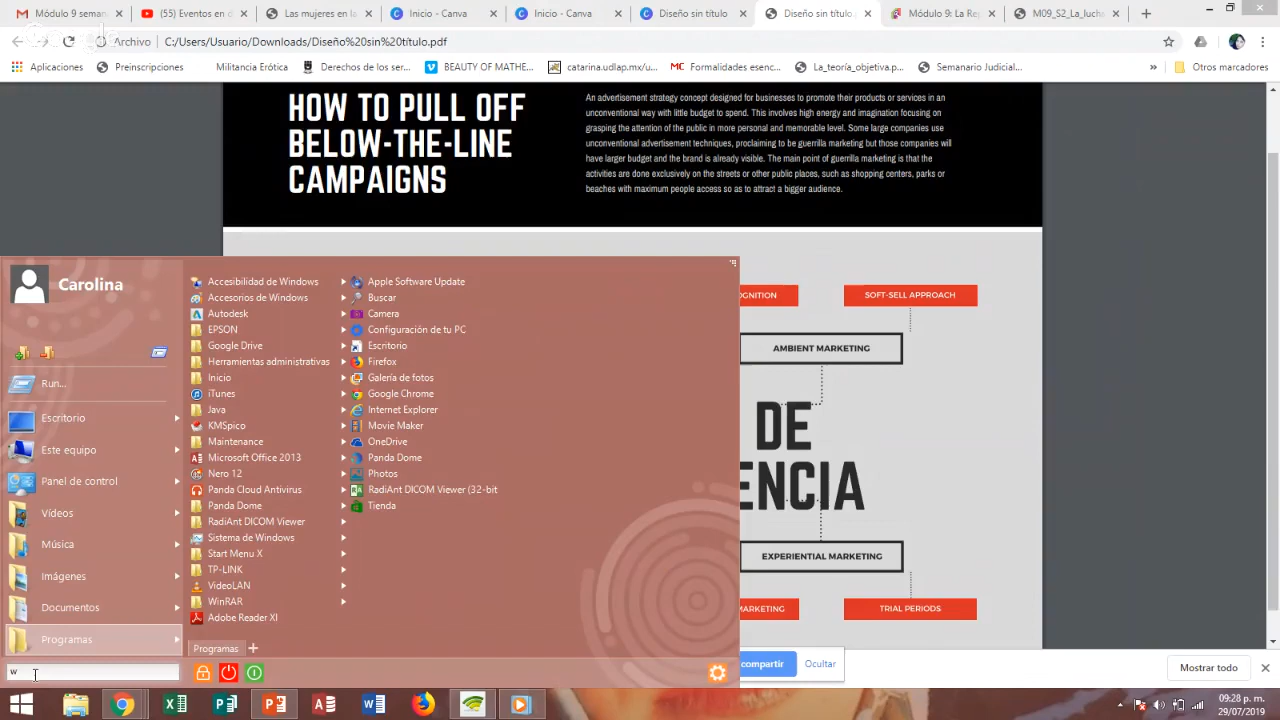 Módulo 9: semana
(55) Eventos en
Las mujeres en la
Inicio - Canva
Inicio - Canva
Diseño sin título
Diseño sin título
Módulo 9: La Re
M09_S2_La_luc
Archivo
C:/Users/Usuario/Downloads/Diseño%20sin%20título.pdf
Aplicaciones
Preinscripciones
Militancia Erótica
Derechos de los ser...
BEAUTY OF MATHE...
catarina.udlap.mx/u...
Formalidades esenc...
La_teoría_objetiva.p...
Semanario Judicial...
»
Otros marcadores
HOW TO PULL OFF
BELOW-THE-LINE
CAMPAIGNS
An advertisement strategy concept designed for businesses to promote their products or services in an
unconventional way with little budget to spend. This involves high energy and imagination focusing on
grasping the attention of the public in more personal and memorable level. Some large companies use
unconventional advertisement techniques, proclaiming to be guerrilla marketing but those companies will
have larger budget and the brand is already visible. The main point of guerrilla marketing is that the
activities are done exclusively on the streets or other public places, such as shopping centers, parks or
beaches with maximum people access so as to attract a bigger audience.
OGNITION
SOFT-SELL APPROACH
AMBIENT MARKETING
DE
ENCIA
EXPERIENTIAL MARKETING
MARKETING
TRIAL PERIODS
Carolina
Run...
Escritorio
Este equipo
Panel de control
Vídeos
Música
Imágenes
Documentos
Programas
w
Accesibilidad de Windows
Accesorios de Windows
Autodesk
EPSON
Google Drive
Herramientas administrativas
Inicio
iTunes
Java
KMSpico
Maintenance
Microsoft Office 2013
Nero 12
Panda Cloud Antivirus
Panda Dome
RadiAnt DICOM Viewer
Sistema de Windows
Start Menu X
TP-LINK
VideoLAN
WinRAR
Adobe Reader XI
Programas
Apple Software Update
Buscar
Camera
Configuración de tu PC
Escritorio
Firefox
Galería de fotos
Google Chrome
Internet Explorer
Movie Maker
OneDrive
Panda Dome
Photos
RadiAnt DICOM Viewer (32-bit
Tienda
compartir
Ocultar
Mostrar todo
09:28 p.m.
29/07/2019